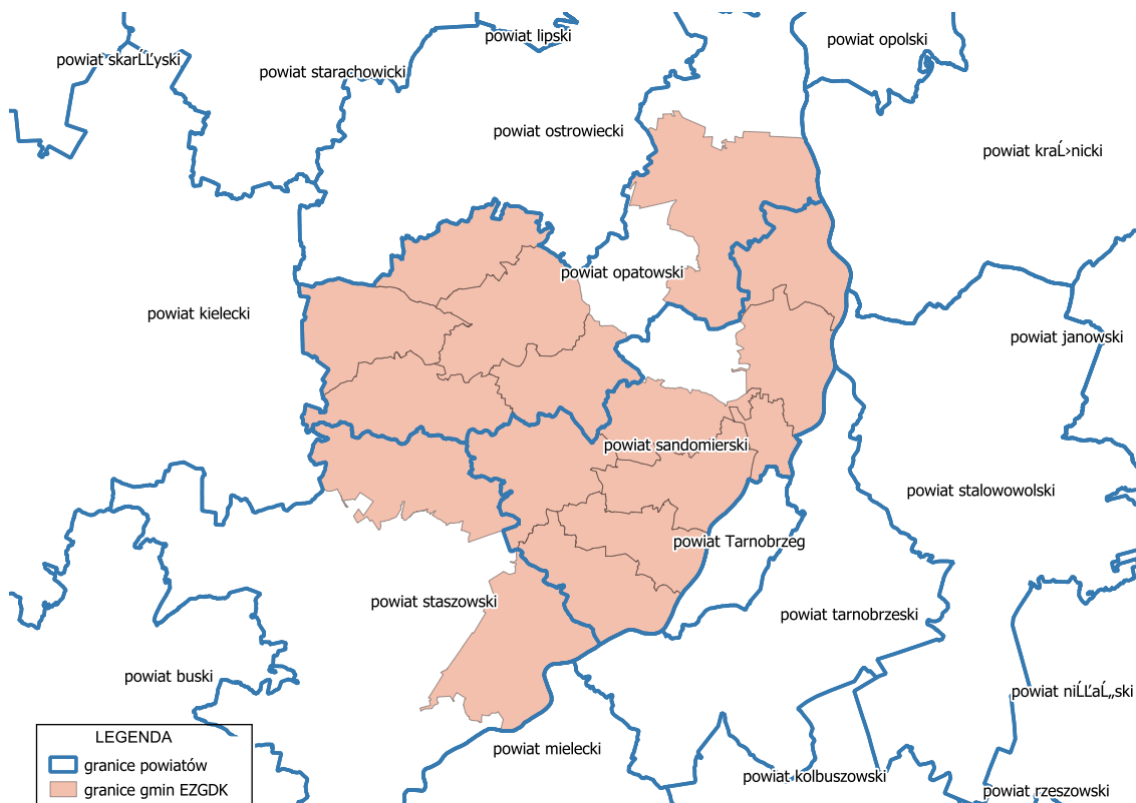 powiat lipski
powiat opolski
powiat skarĹĽyski
powiat starachowicki
powiat ostrowiecki
powiat kraĹ›nicki
powiat opatowski
powiat kielecki
powiat janowski
powiat sandomierski
powiat stalowowolski
powiat Tarnobrzeg
powiat staszowski
powiat tarnobrzeski
powiat buski
powiat niĹĽaĹ„ski
powiat mielecki
powiat kolbuszowski
powiat rzeszowski
LEGENDA
granice powiatów
granice gmin EZGDK